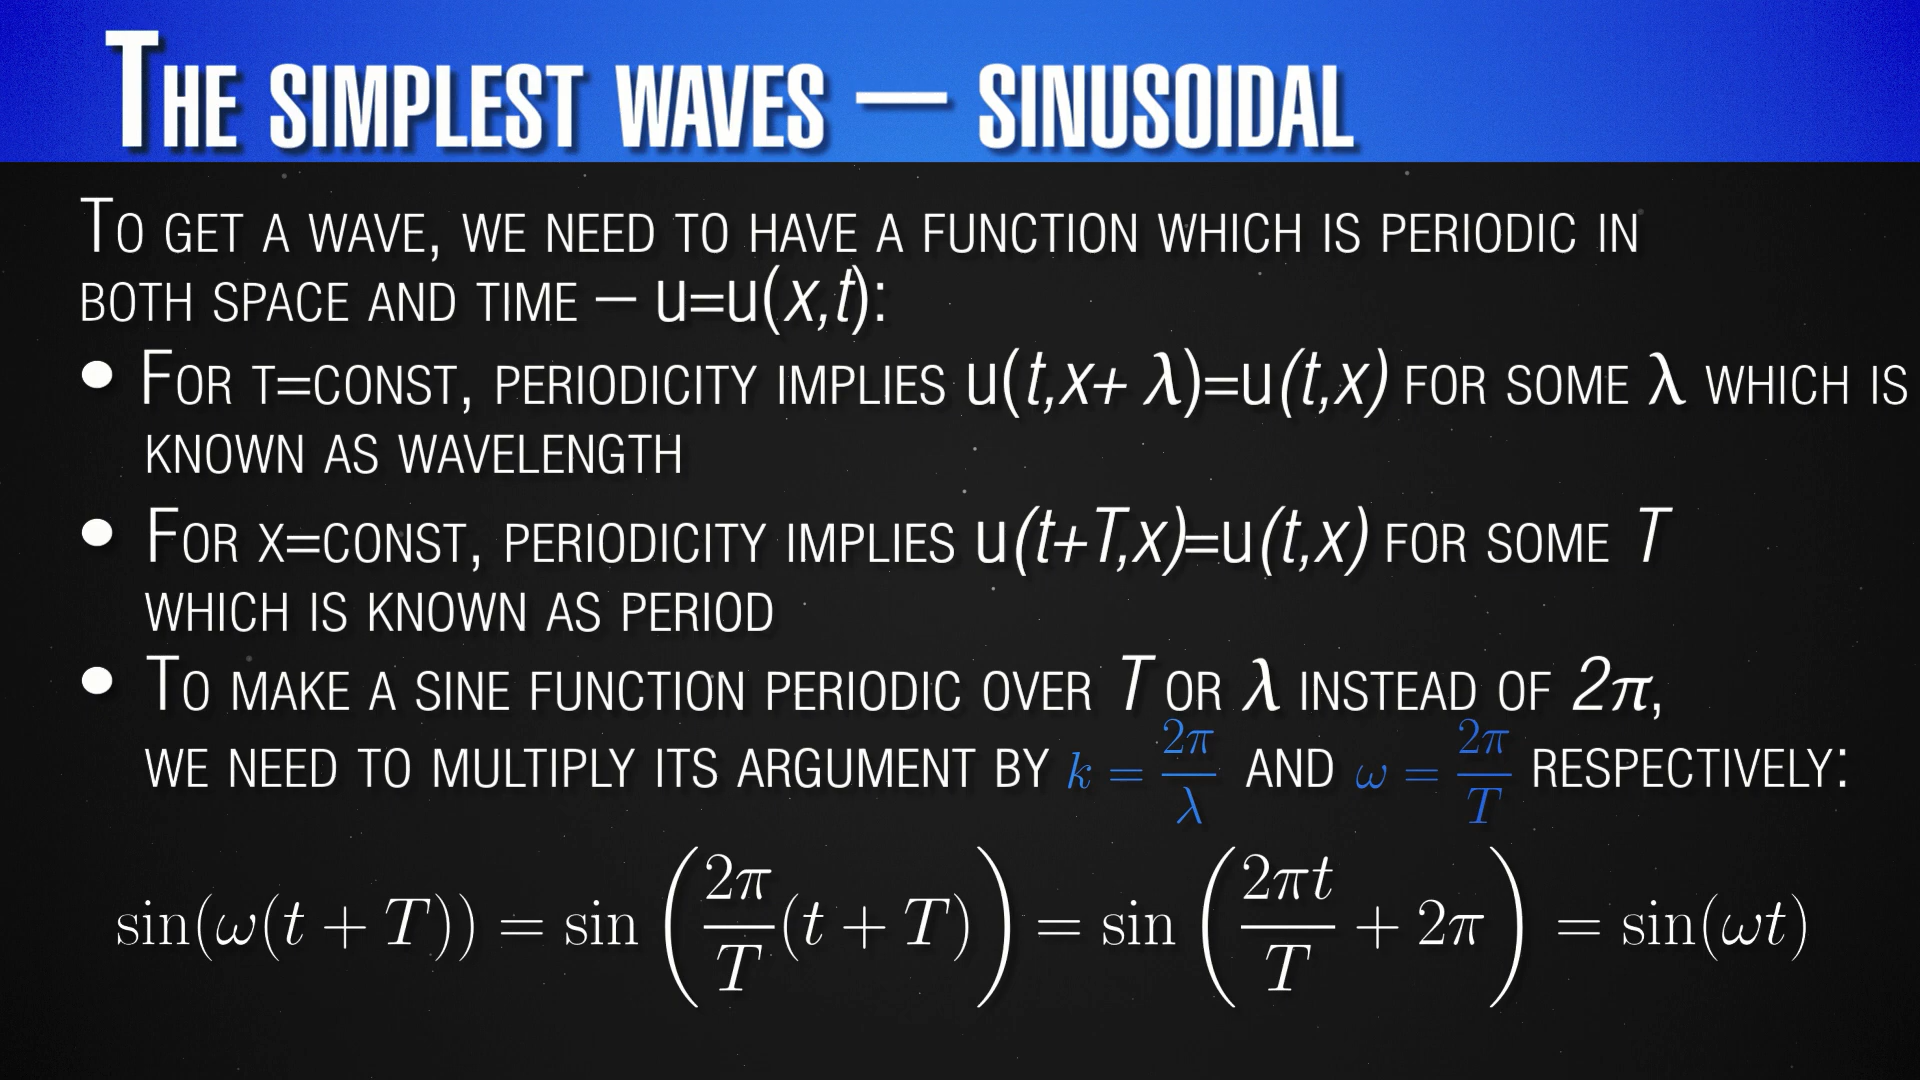 The simplest waves — sinusoidal
To get a wave, we need to have a function which is periodic in
both space and time – u=u(x,t):
• For t=const, periodicity implies u(t,x+ λ)=u(t,x) for some λ which is
known as wavelength
• For x=const, periodicity implies u(t+T,x)=u(t,x) for some T
which is known as period
• To make a sine function periodic over T or λ instead of 2π,
we need to multiply its argument by k = 2π/λ and ω = 2π/T respectively:
sin(ω(t + T)) = sin (2π/T (t + T)) = sin (2πt/T + 2π) = sin(ωt)